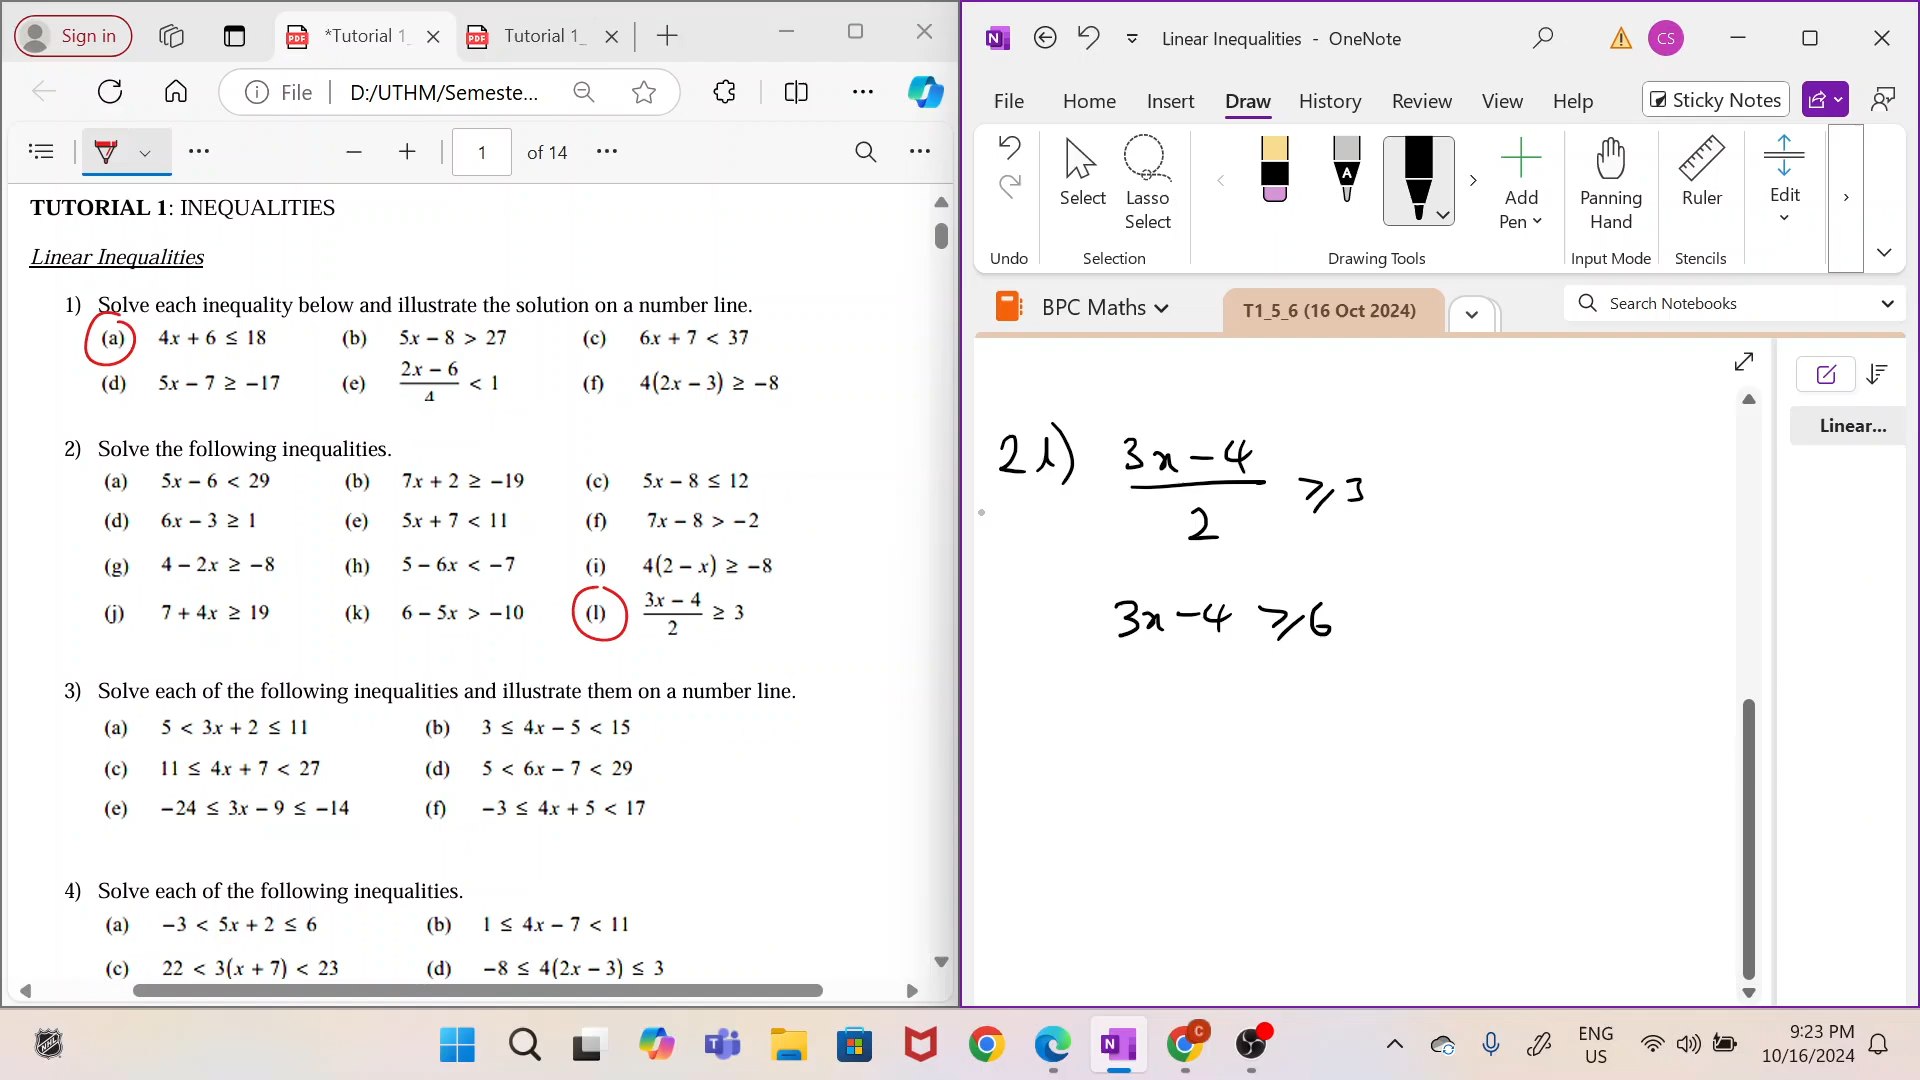 Sign in
*Tutorial 1_
Tutorial 1_
File
D:/UTHM/Semeste...
1 of 14
TUTORIAL 1: INEQUALITIES
Linear Inequalities
1) Solve each inequality below and illustrate the solution on a number line.
(a) 4x + 6 ≤ 18 (b) 5x − 8 > 27 (c) 6x + 7 < 37
(d) 5x − 7 ≥ −17 (e) (2x − 6)/4 < 1 (f) 4(2x − 3) ≥ −8
2) Solve the following inequalities.
(a) 5x − 6 < 29 (b) 7x + 2 ≥ −19 (c) 5x − 8 ≤ 12
(d) 6x − 3 ≥ 1 (e) 5x + 7 < 11 (f) 7x − 8 > −2
(g) 4 − 2x ≥ −8 (h) 5 − 6x < −7 (i) 4(2 − x) ≥ −8
(j) 7 + 4x ≥ 19 (k) 6 − 5x > −10 (l) (3x − 4)/2 ≥ 3
3) Solve each of the following inequalities and illustrate them on a number line.
(a) 5 < 3x + 2 ≤ 11 (b) 3 ≤ 4x − 5 < 15
(c) 11 ≤ 4x + 7 < 27 (d) 5 < 6x − 7 < 29
(e) −24 ≤ 3x − 9 ≤ −14 (f) −3 ≤ 4x + 5 < 17
4) Solve each of the following inequalities.
(a) −3 < 5x + 2 ≤ 6 (b) 1 ≤ 4x − 7 < 11
(c) 22 < 3(x + 7) < 23 (d) −8 ≤ 4(2x − 3) ≤ 3
Linear Inequalities - OneNote
CS
File Home Insert Draw History Review View Help Sticky Notes
Select
Lasso Select
Add Pen
Panning Hand
Ruler
Edit
Undo Selection Drawing Tools Input Mode Stencils
BPC Maths
T1_5_6 (16 Oct 2024)
Search Notebooks
Linear...
2 l) (3x − 4)/2 ≥ 3
3x − 4 ≥ 6
ENG
US
9:23 PM
10/16/2024